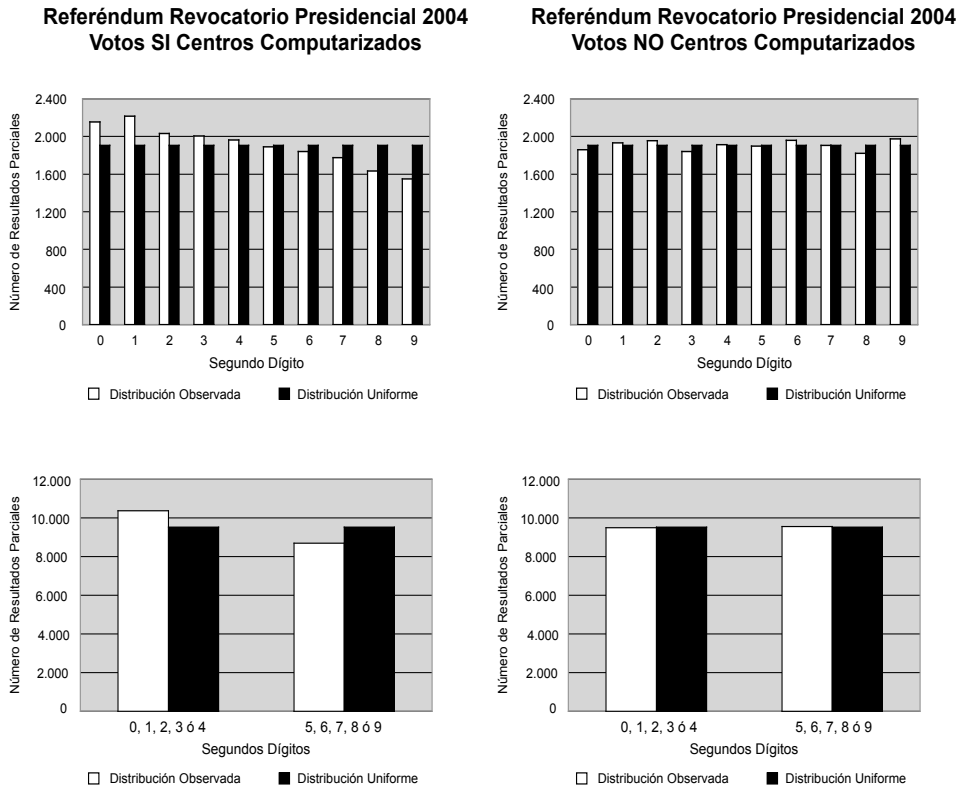 Referéndum Revocatorio Presidencial 2004
Votos SI Centros Computarizados
Número de Resultados Parciales
2.400
2.000
1.600
1.200
800
400
0
0 1 2 3 4 5 6 7 8 9
Segundo Dígito
Distribución Observada Distribución Uniforme
Referéndum Revocatorio Presidencial 2004
Votos NO Centros Computarizados
Número de Resultados Parciales
2.400
2.000
1.600
1.200
800
400
0
0 1 2 3 4 5 6 7 8 9
Segundo Dígito
Distribución Observada Distribución Uniforme
Número de Resultados Parciales
12.000
10.000
8.000
6.000
4.000
2.000
0
0, 1, 2, 3 ó 4 5, 6, 7, 8 ó 9
Segundos Dígitos
Distribución Observada Distribución Uniforme
Número de Resultados Parciales
12.000
10.000
8.000
6.000
4.000
2.000
0
0, 1, 2, 3 ó 4 5, 6, 7, 8 ó 9
Segundos Dígitos
Distribución Observada Distribución Uniforme